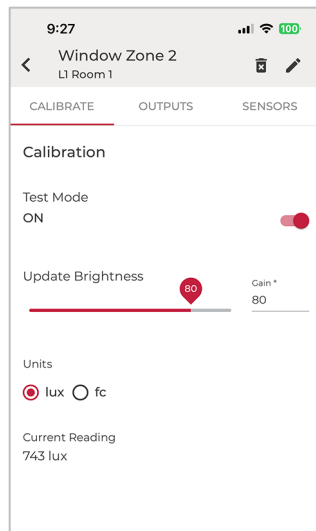 9:27
100
Window Zone 2
L1 Room 1
CALIBRATE OUTPUTS SENSORS
Calibration
Test Mode
ON
Update Brightness
80
Gain *
80
Units
lux fc
Current Reading
743 lux